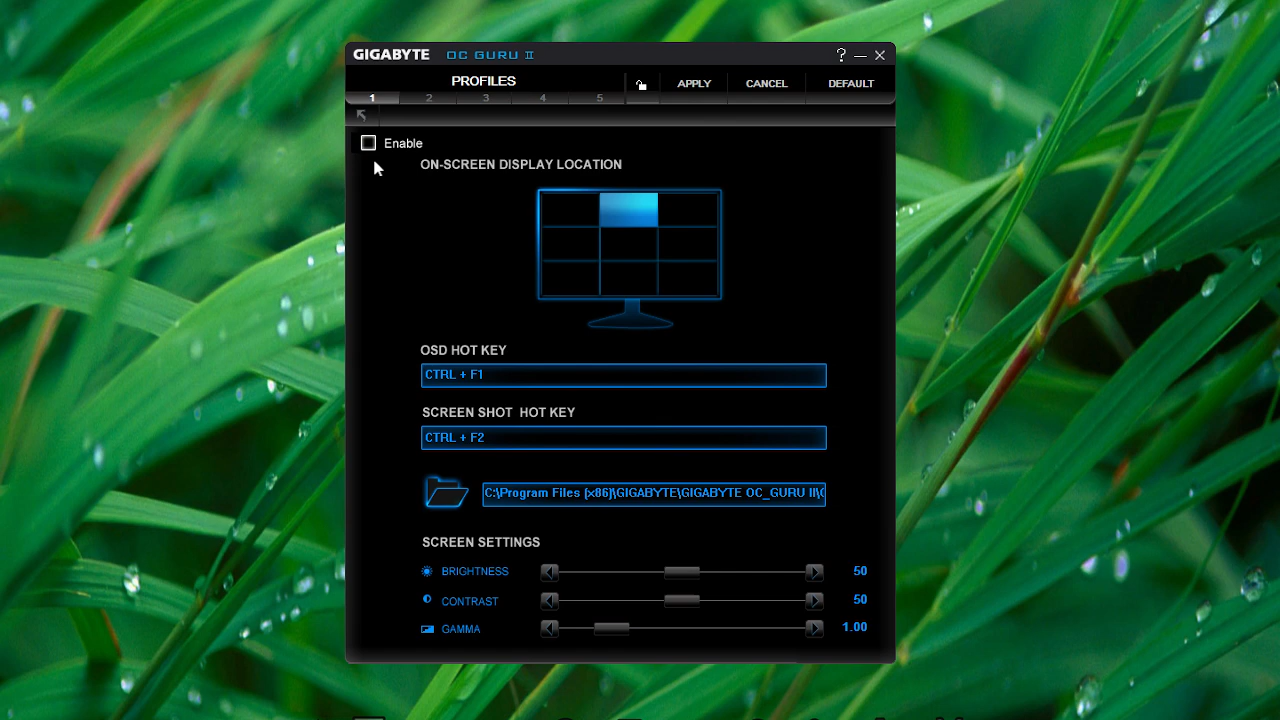 GIGABYTE OC GURU II ? — ×
PROFILES APPLY CANCEL DEFAULT
1 2 3 4 5
Enable
ON-SCREEN DISPLAY LOCATION
OSD HOT KEY
CTRL + F1
SCREEN SHOT HOT KEY
CTRL + F2
C:\Program Files (x86)\GIGABYTE\GIGABYTE OC_GURU II\
SCREEN SETTINGS
BRIGHTNESS 50
CONTRAST 50
GAMMA 1.00